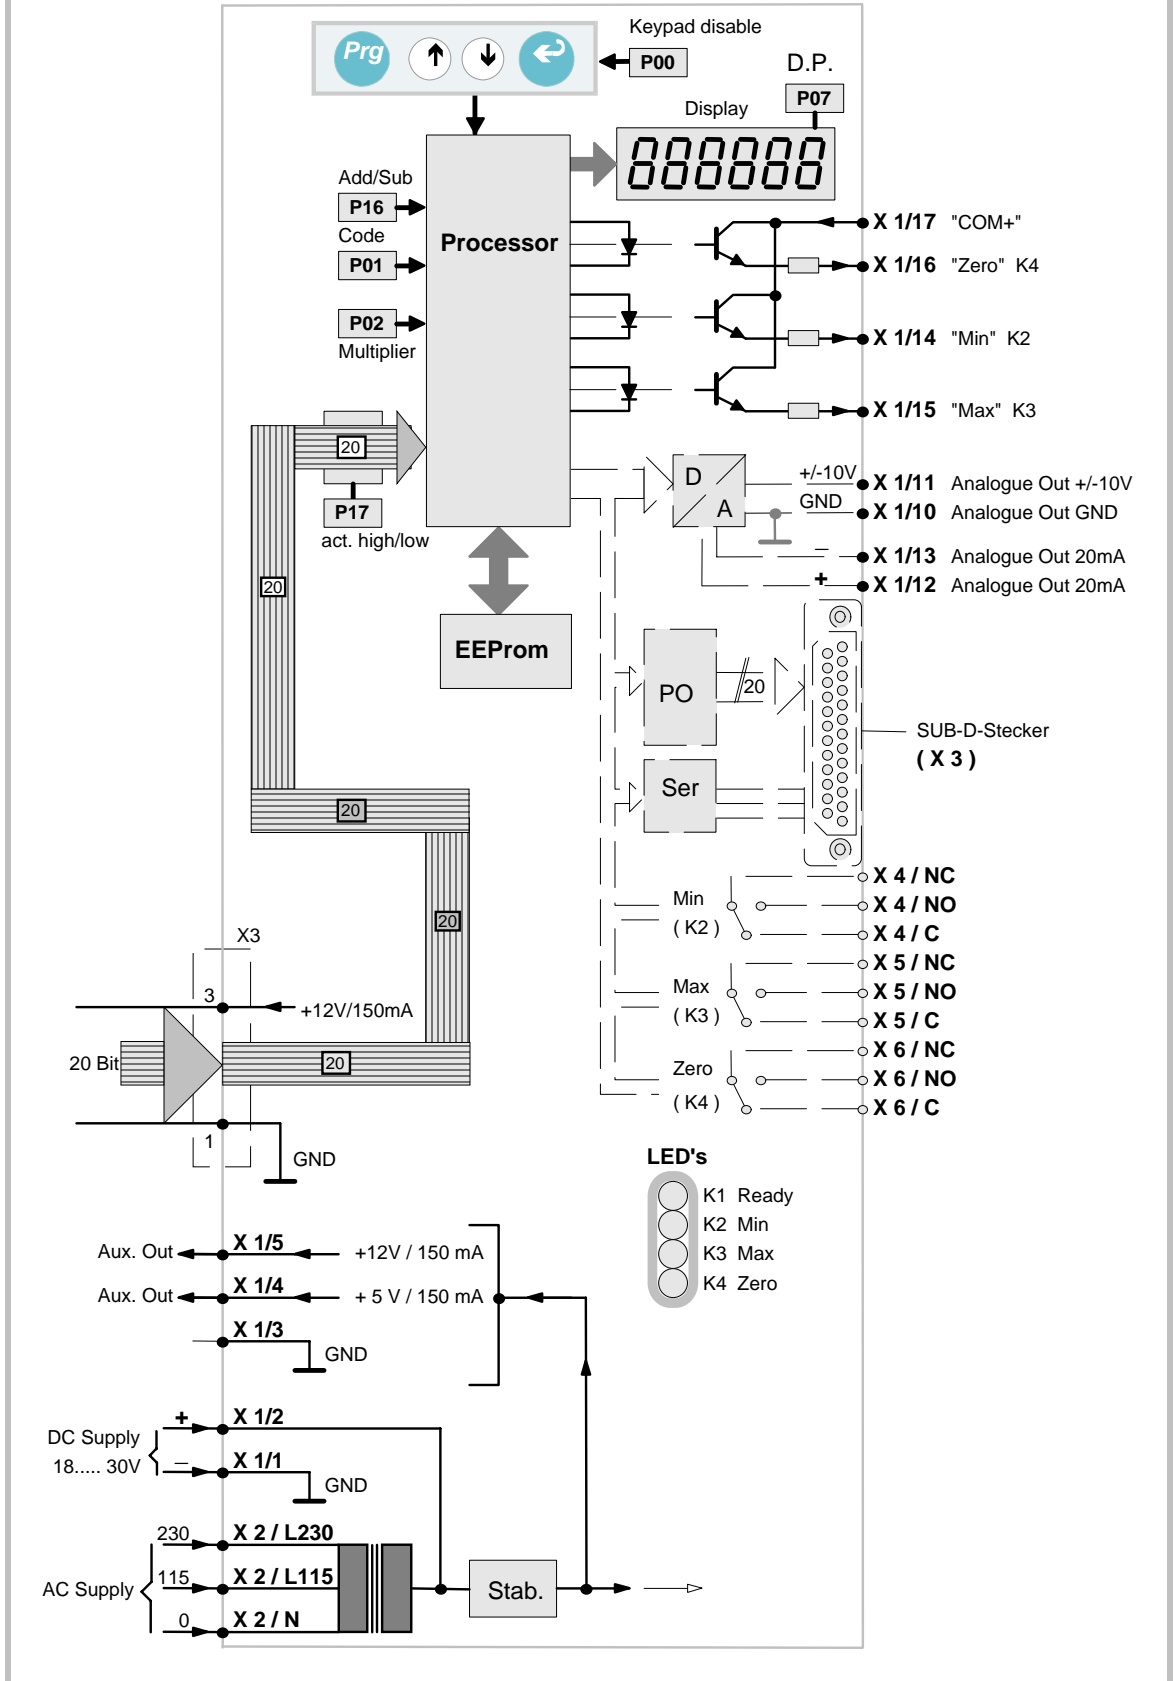 Keypad disable
Prg
P00
D.P.
P07
Display
888888
Add/Sub
P16
Code
P01
P02
Multiplier
Processor
X 1/17 "COM+"
X 1/16 "Zero" K4
X 1/14 "Min" K2
X 1/15 "Max" K3
20
P17
act. high/low
D
A
+/-10V
X 1/11 Analogue Out +/-10V
GND
X 1/10 Analogue Out GND
–
X 1/13 Analogue Out 20mA
+
X 1/12 Analogue Out 20mA
20
EEProm
PO
20
SUB-D-Stecker
( X 3 )
Ser
20
20
X 4 / NC
Min
X 4 / NO
( K2 )
X 4 / C
X 5 / NC
Max
X 5 / NO
( K3 )
X 5 / C
X 6 / NC
Zero
X 6 / NO
( K4 )
X 6 / C
X3
3
+12V/150mA
20 Bit
20
1
GND
LED's
K1 Ready
K2 Min
K3 Max
K4 Zero
Aux. Out
X 1/5
+12V / 150 mA
Aux. Out
X 1/4
+ 5 V / 150 mA
X 1/3
GND
+
X 1/2
DC Supply
18..... 30V
–
X 1/1
GND
230
X 2 / L230
AC Supply
115
X 2 / L115
0
X 2 / N
Stab.